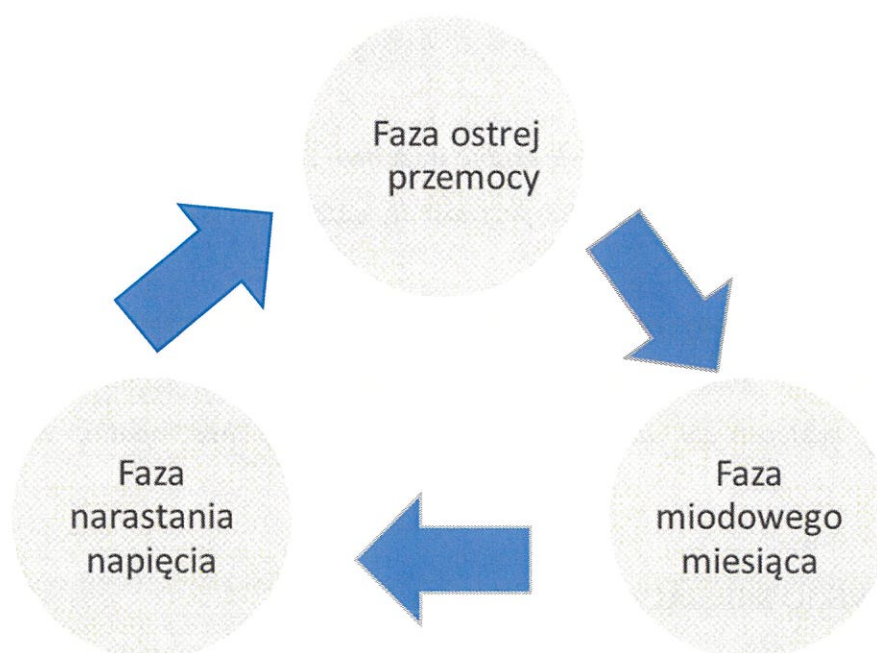 Faza ostrej
przemocy
Faza
narastania
napięcia
Faza
miodowego
miesiąca